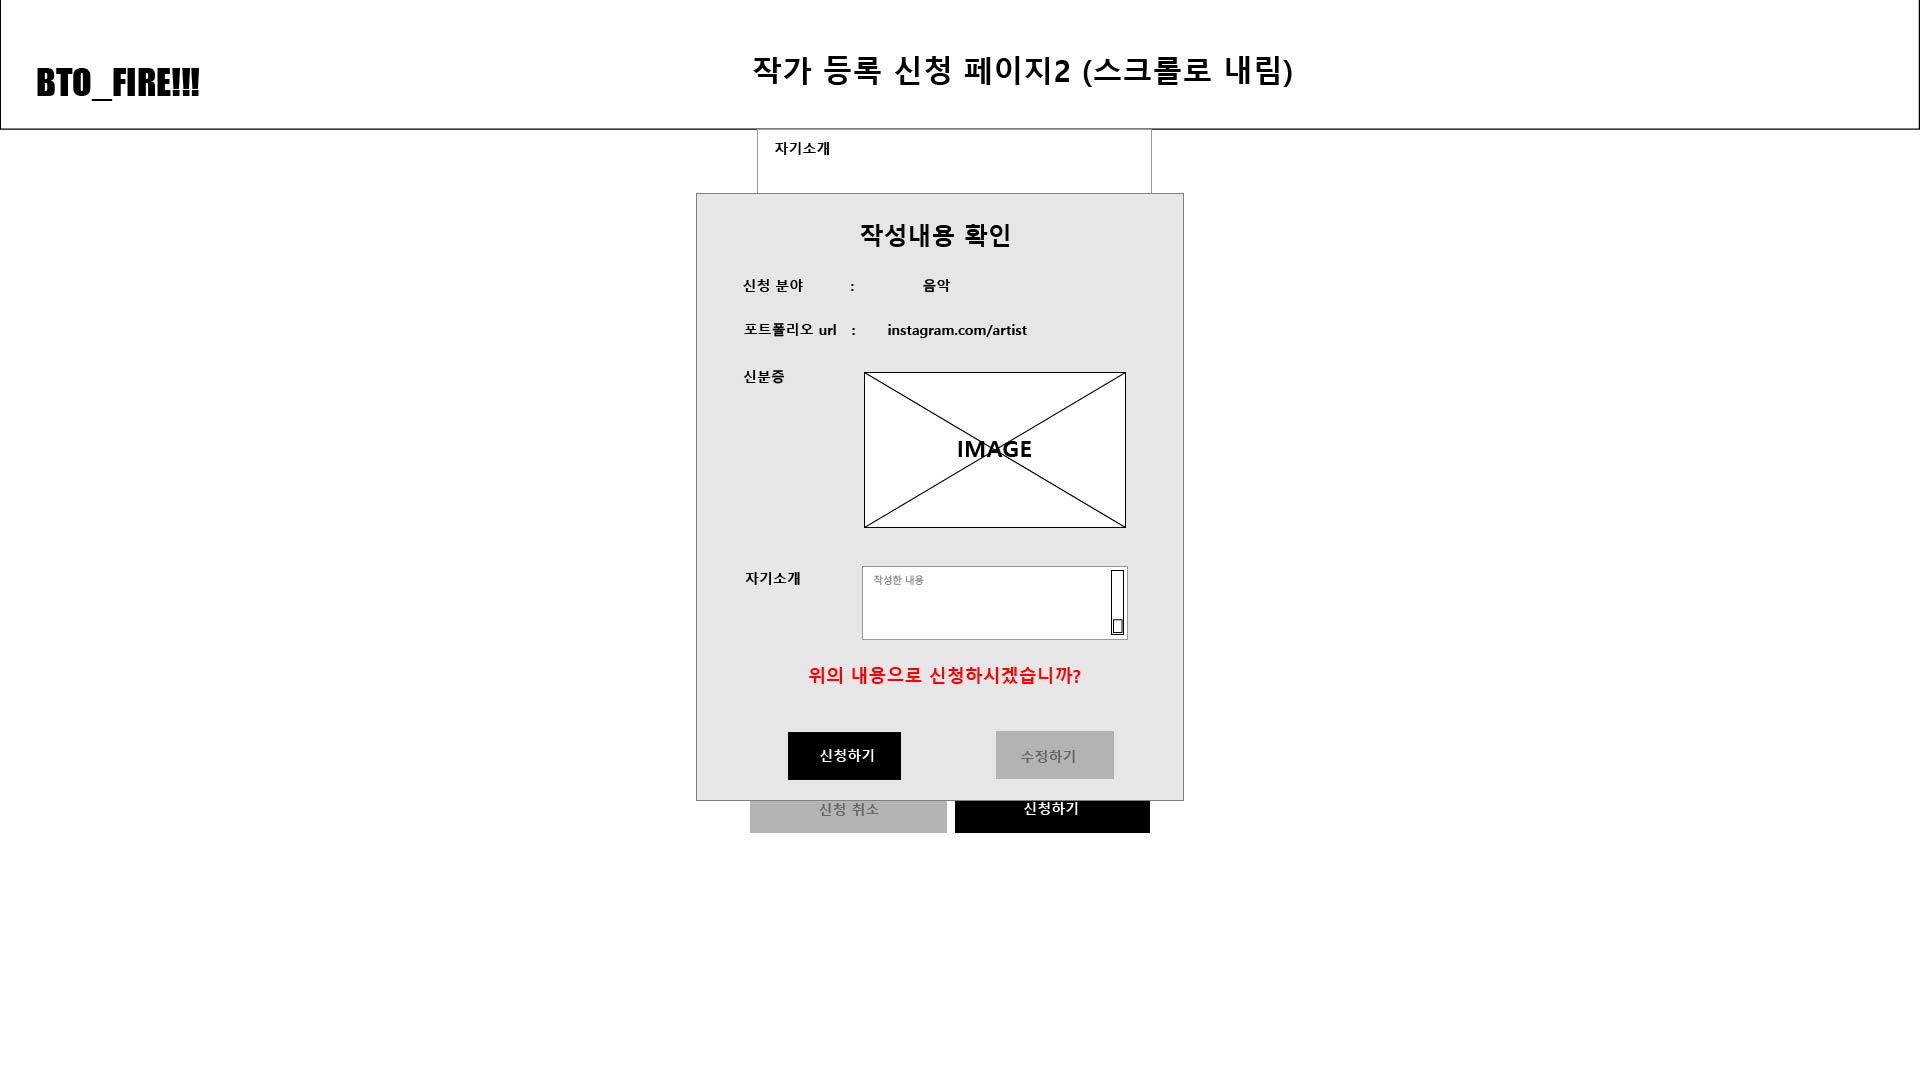 BTO_FIRE!!!
작가 등록 신청 페이지2 (스크롤로 내림)
자기소개
작성내용 확인
신청 분야 : 음악
포트폴리오 url : instagram.com/artist
신분증
IMAGE
자기소개
작성한 내용
위의 내용으로 신청하시겠습니까?
신청하기
수정하기
신청 취소
신청하기